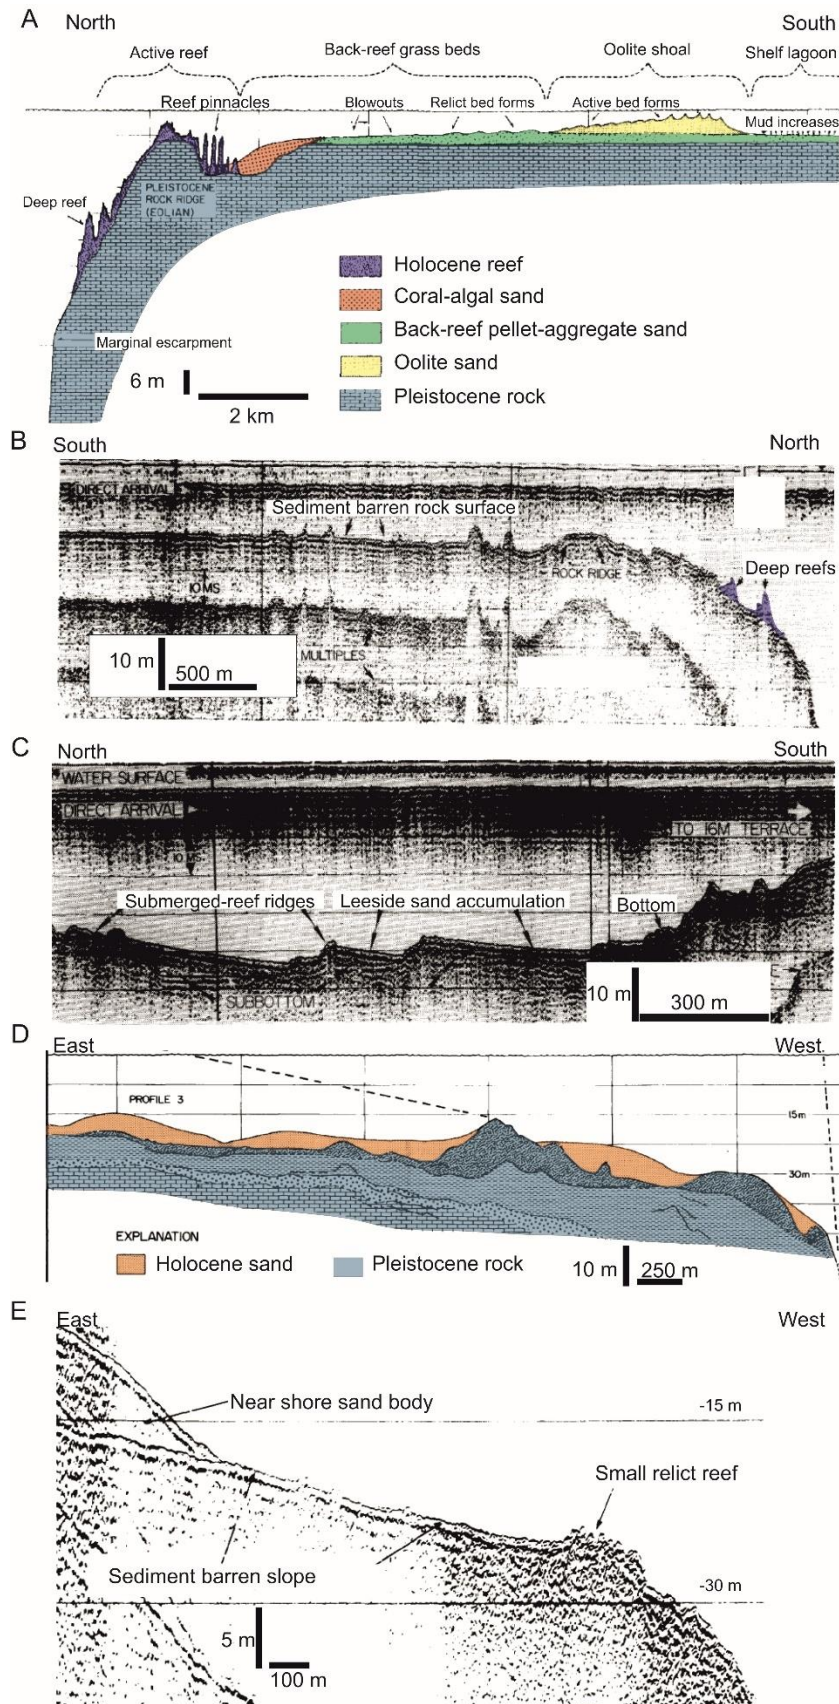 A
North
South
Active reef
Back-reef grass beds
Oolite shoal
Shelf lagoon
Reef pinnacles
Blowouts
Relict bed forms
Active bed forms
Mud increases
PLEISTOCENE
ROCK RIDGE
(EOLIAN)
Deep reef
Holocene reef
Coral-algal sand
Back-reef pellet-aggregate sand
Oolite sand
Pleistocene rock
Marginal escarpment
6 m
2 km
B
South
North
DIRECT ARRIVAL
Sediment barren rock surface
ROCK RIDGE
Deep reefs
10 MS
MULTIPLES
10 m
500 m
C
North
South
WATER SURFACE
DIRECT ARRIVAL
TO 16M TERRACE
10 MS
Submerged-reef ridges
Leeside sand accumulation
Bottom
SUBBOTTOM
10 m
300 m
D
East
West
PROFILE 3
15m
30m
EXPLANATION
Holocene sand
Pleistocene rock
10 m
250 m
E
East
West
Near shore sand body
-15 m
Small relict reef
Sediment barren slope
-30 m
5 m
100 m